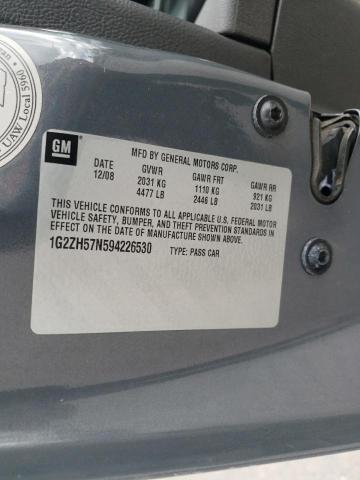 UAW Local 5960
GM
MFD BY GENERAL MOTORS CORP.
DATE GVWR GAWR FRT GAWR RR
12/08 2031 KG 1110 KG 921 KG
4477 LB 2446 LB 2031 LB
THIS VEHICLE CONFORMS TO ALL APPLICABLE U.S. FEDERAL MOTOR
VEHICLE SAFETY, BUMPER, AND THEFT PREVENTION STANDARDS IN
EFFECT ON THE DATE OF MANUFACTURE SHOWN ABOVE.
1G2ZH57N594226530 TYPE: PASS CAR